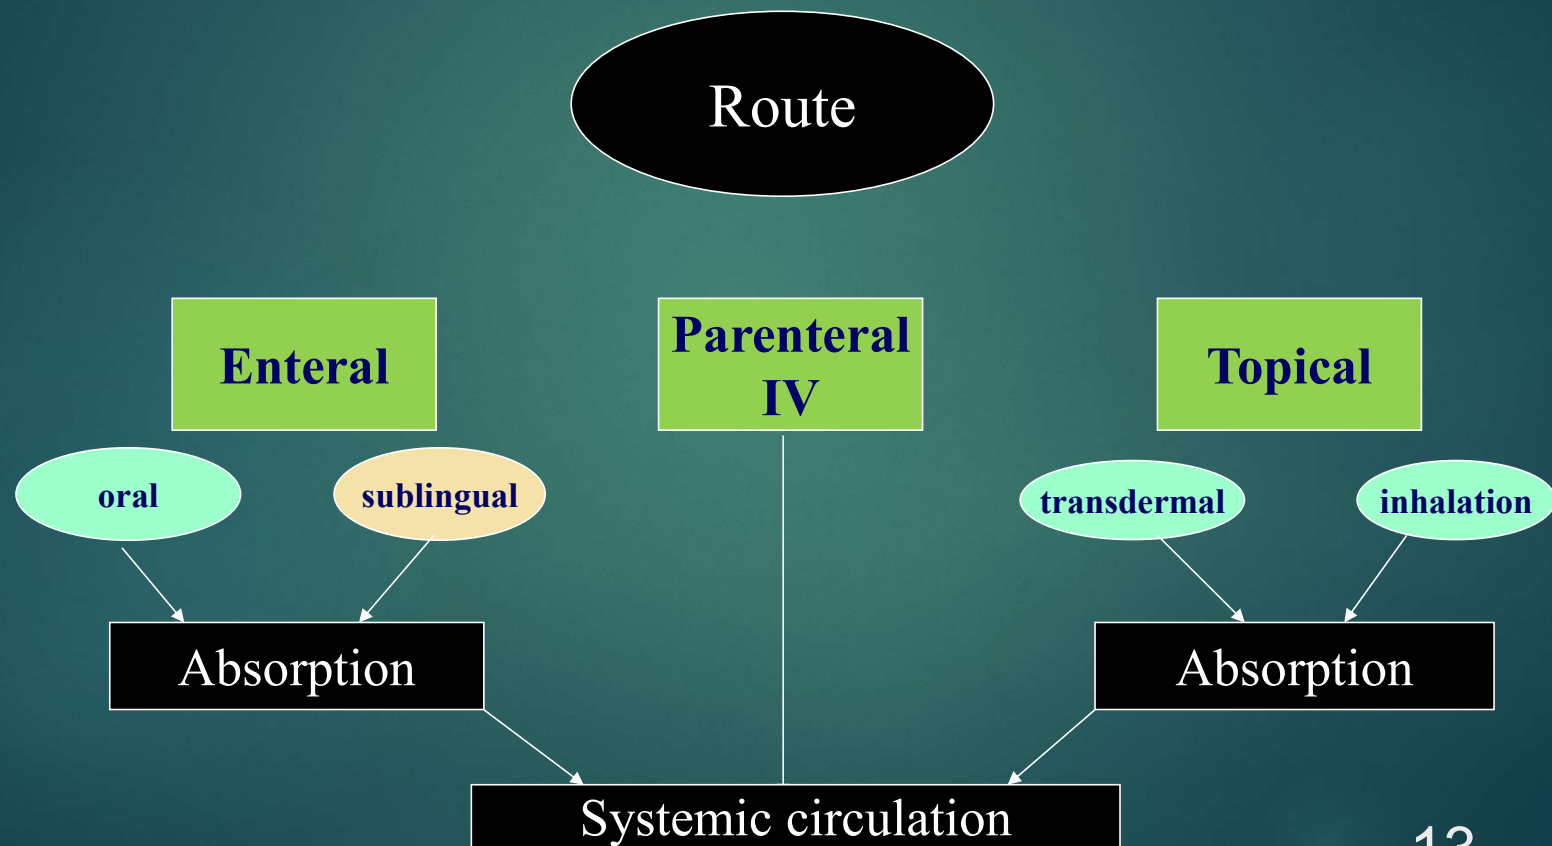 Route
Enteral
Parenteral
IV
Topical
oral
sublingual
transdermal
inhalation
Absorption
Absorption
Systemic circulation